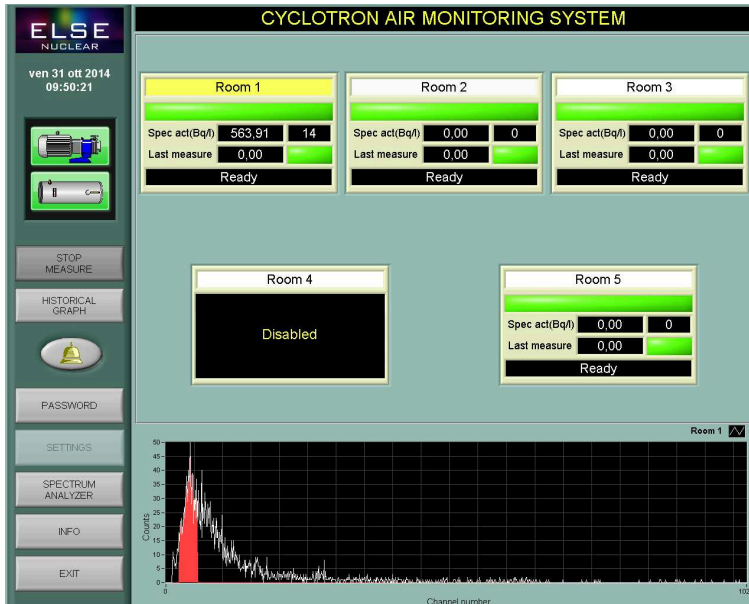 ELSE
NUCLEAR
CYCLOTRON AIR MONITORING SYSTEM
ven 31 ott 2014
09:50:21
Room 1
Spec act(Bq/l) 563,91 14
Last measure 0,00
Ready
Room 2
Spec act(Bq/l) 0,00 0
Last measure 0,00
Ready
Room 3
Spec act(Bq/l) 0,00 0
Last measure 0,00
Ready
STOP
MEASURE
HISTORICAL
GRAPH
PASSWORD
SETTINGS
SPECTRUM
ANALYZER
INFO
EXIT
Room 4
Disabled
Room 5
Spec act(Bq/l) 0,00 0
Last measure 0,00
Ready
Room 1
Counts
50
45
40
35
30
25
20
15
10
5
0
0
Channel number